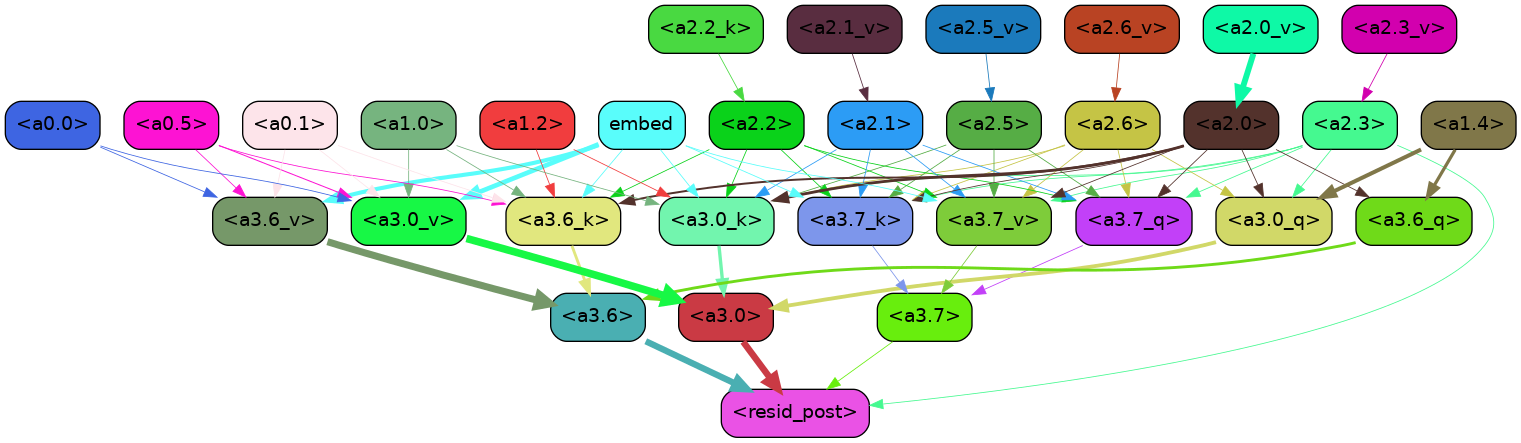 <a2.2_k> <a2.1_v> <a2.5_v> <a2.6_v> <a2.0_v> <a2.3_v>
<a0.0> <a0.5> <a0.1> <a1.0> <a1.2> embed <a2.2> <a2.1> <a2.5> <a2.6> <a2.0> <a2.3> <a1.4>
<a3.6_v> <a3.0_v> <a3.6_k> <a3.0_k> <a3.7_k> <a3.7_v> <a3.7_q> <a3.0_q> <a3.6_q>
<a3.6> <a3.0> <a3.7>
<resid_post>